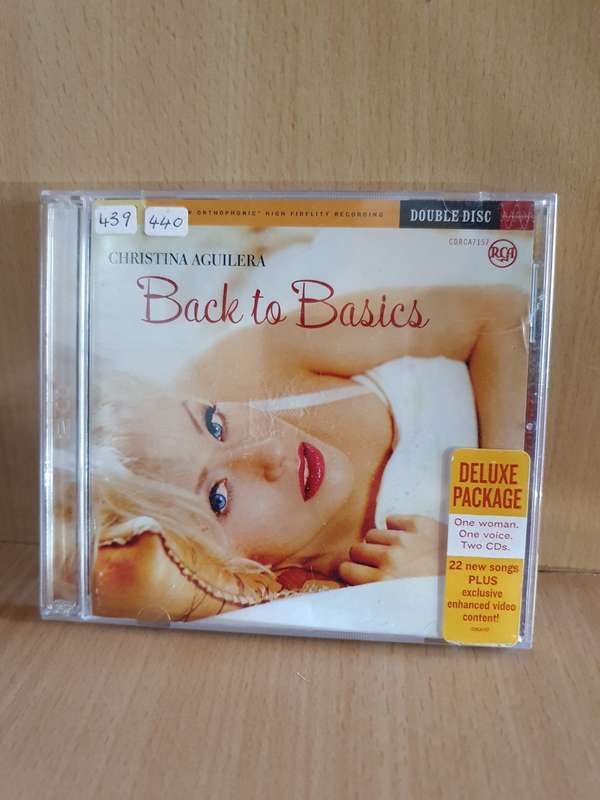 439
440
ORTHOPHONIC" HIGH FIDELITY RECORDING
DOUBLE DISC
CDRCA7157
RCA
CHRISTINA AGUILERA
Back to Basics
DELUXE
PACKAGE
One woman.
One voice.
Two CDs.
22 new songs
PLUS
exclusive
enhanced video
content!